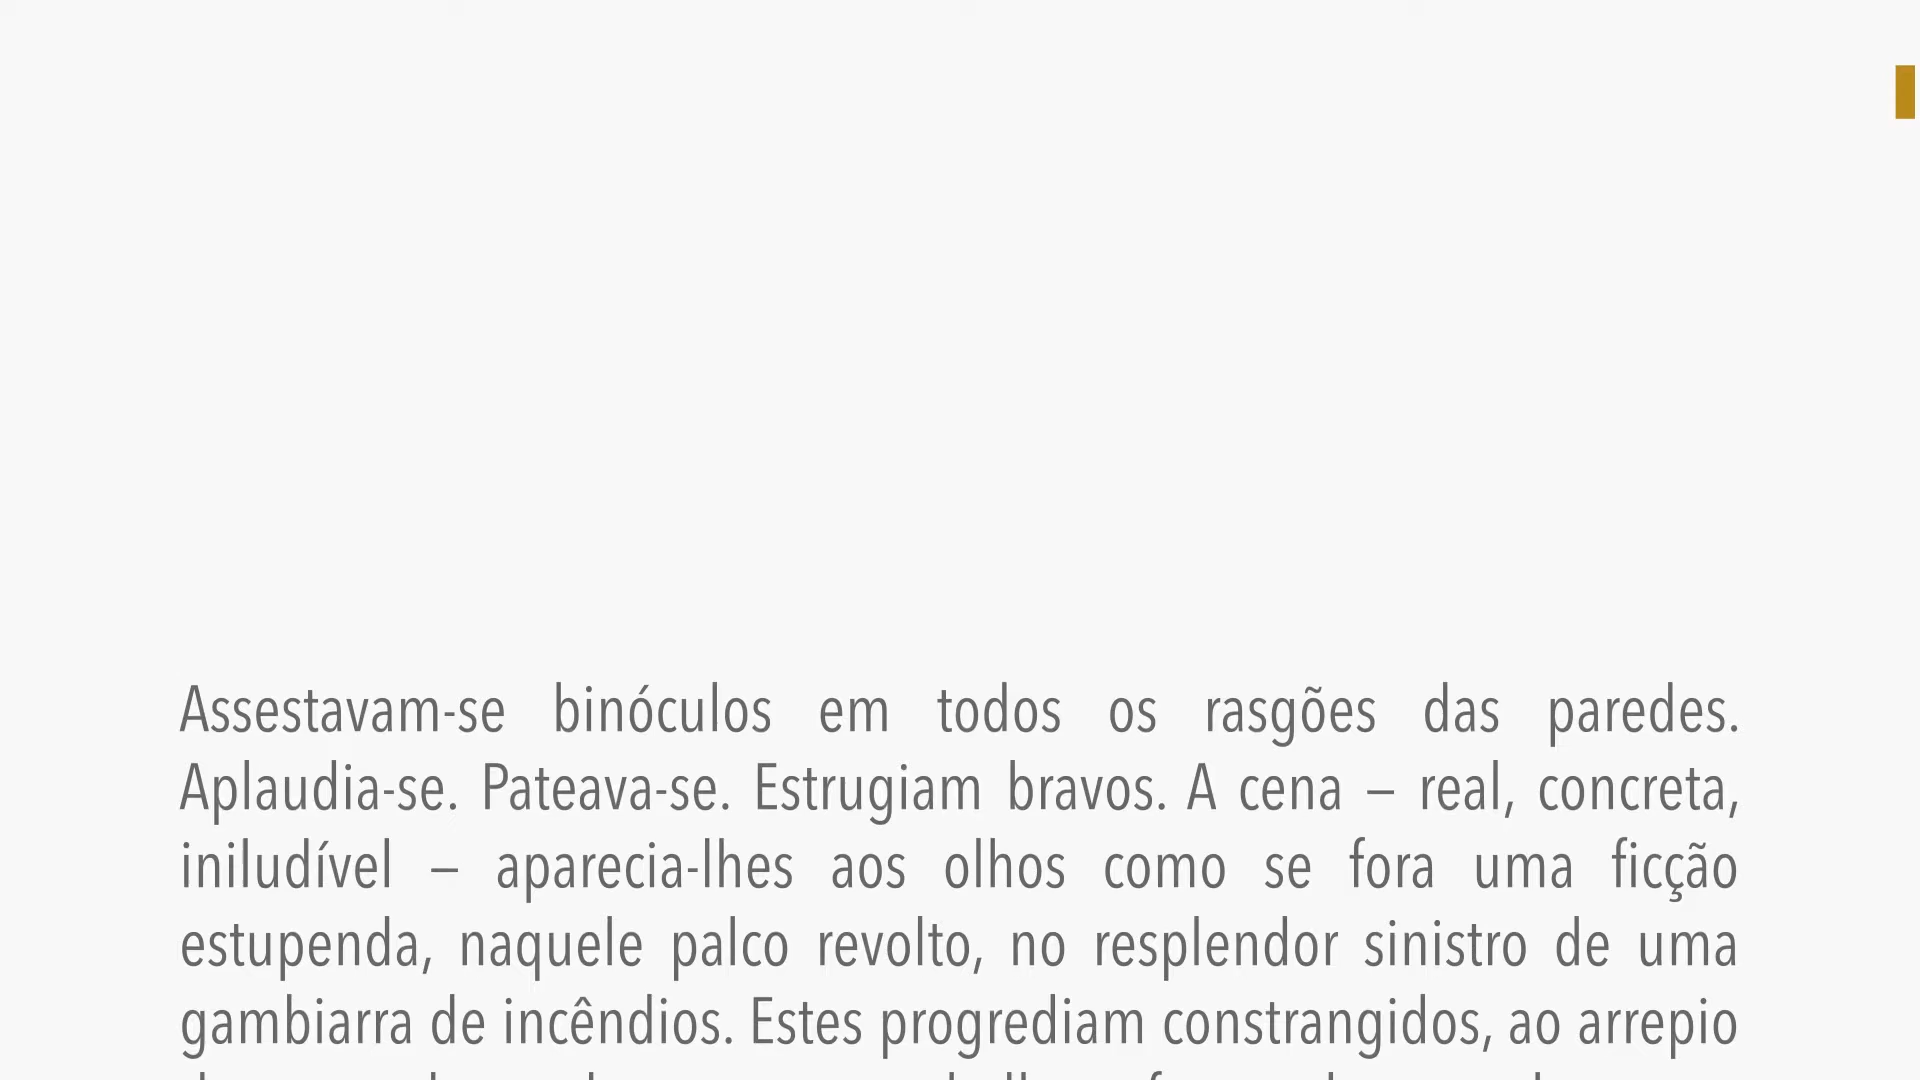 Assestavam-se binóculos em todos os rasgões das paredes.
Aplaudia-se. Pateava-se. Estrugiam bravos. A cena – real, concreta,
iniludível – aparecia-lhes aos olhos como se fora uma ficção
estupenda, naquele palco revolto, no resplendor sinistro de uma
gambiarra de incêndios. Estes progrediam constrangidos, ao arrepio